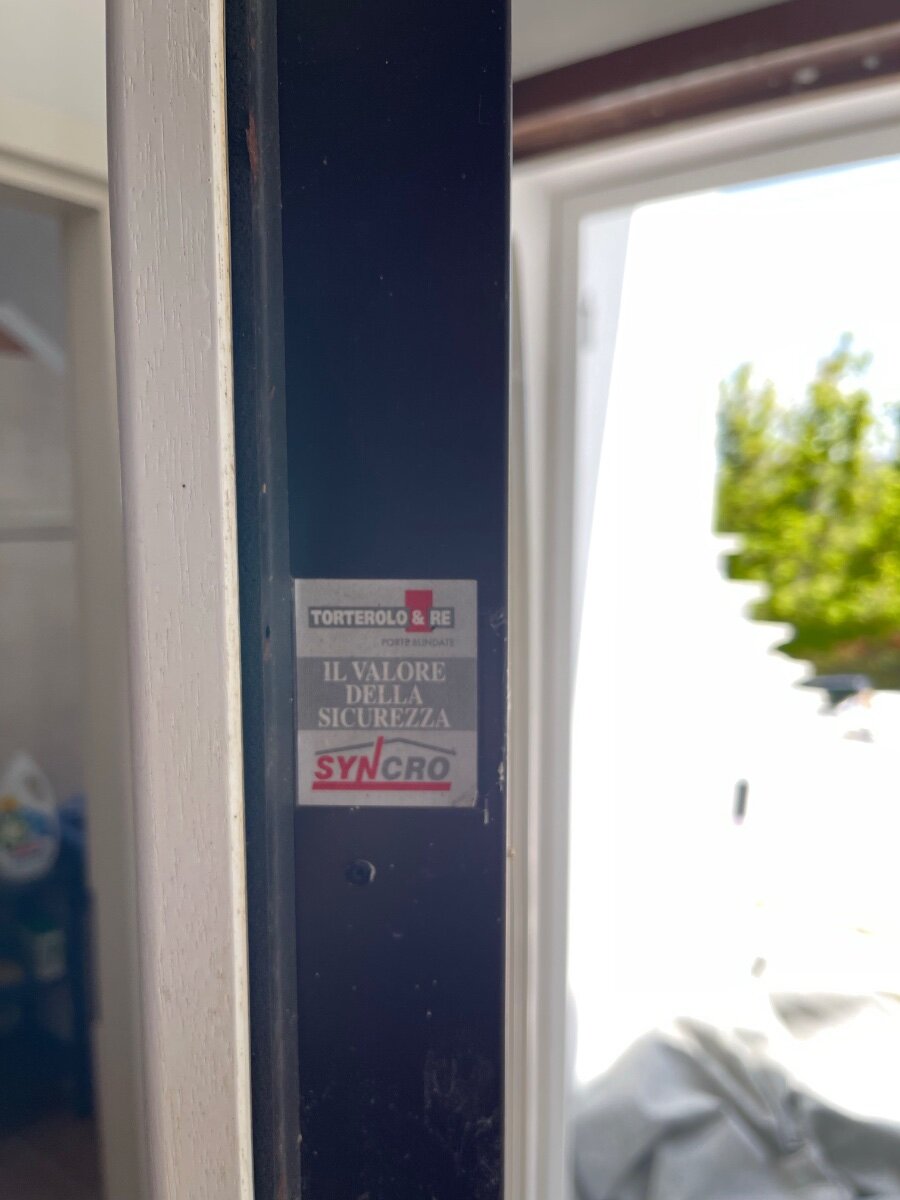 TORTEROLO & RE
PORTE BLINDATE
IL VALORE
DELLA
SICUREZZA
SYNCRO